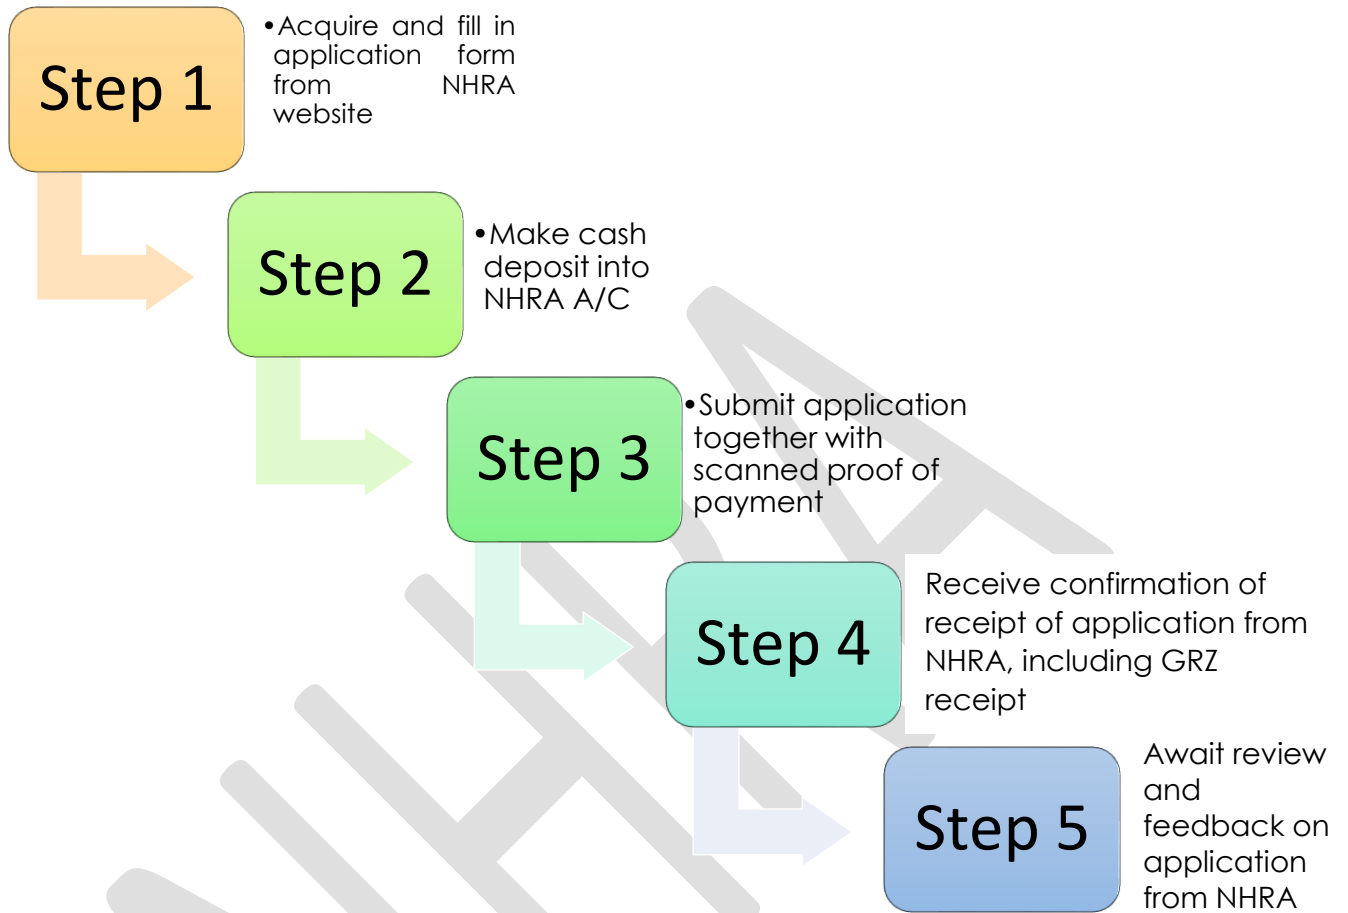 Step 1
•Acquire and fill in
application form
from NHRA
website
Step 2
•Make cash
deposit into
NHRA A/C
Step 3
•Submit application
together with
scanned proof of
payment
Step 4
Receive confirmation of
receipt of application from
NHRA, including GRZ
receipt
Step 5
Await review
and
feedback on
application
from NHRA
NHRA